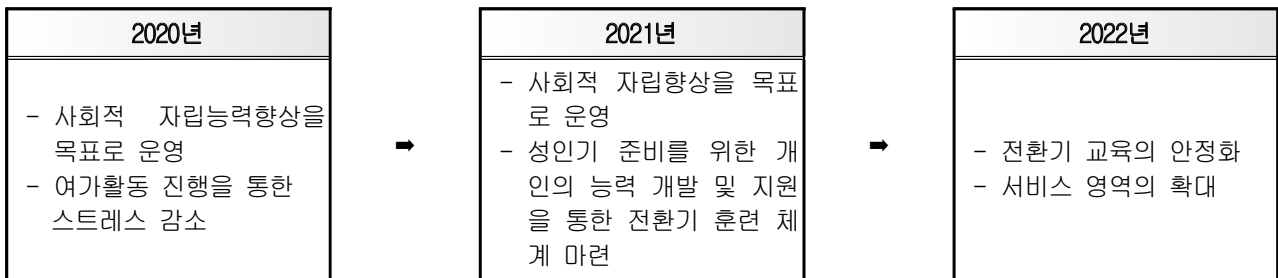 2020년
- 사회적 자립능력향상을
목표로 운영
- 여가활동 진행을 통한
스트레스 감소
➡
2021년
- 사회적 자립향상을 목표
로 운영
- 성인기 준비를 위한 개
인의 능력 개발 및 지원
을 통한 전환기 훈련 체
계 마련
➡
2022년
- 전환기 교육의 안정화
- 서비스 영역의 확대